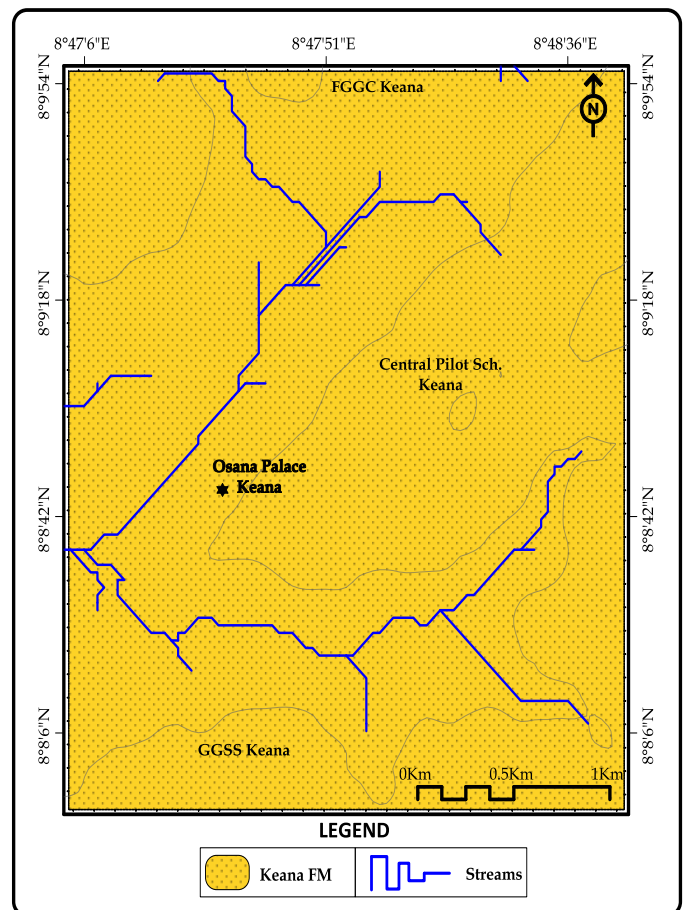 8°47'6"E 8°47'51"E 8°48'36"E
8°9'54"N
8°9'54"N
FGGC Keana
N
8°9'18"N
8°9'18"N
Central Pilot Sch.
Keana
Osana Palace
Keana
8°8'42"N
8°8'42"N
8°8'6"N
8°8'6"N
GGSS Keana
0Km 0.5Km 1Km
LEGEND
Keana FM Streams